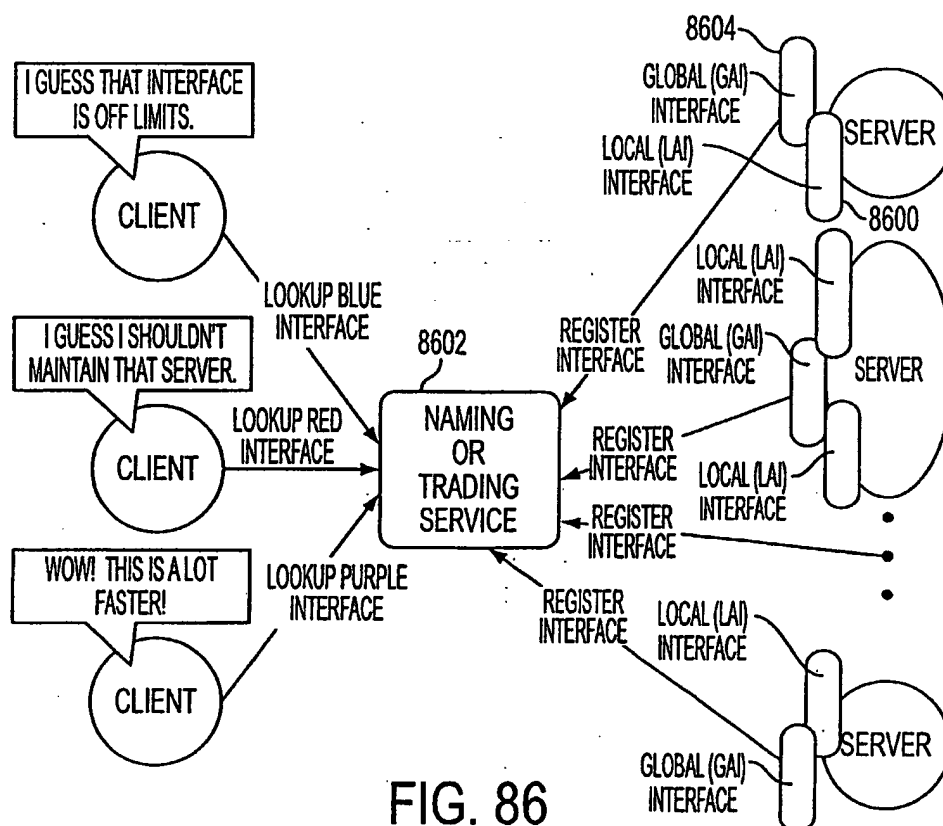 I GUESS THAT INTERFACE
IS OFF LIMITS.
CLIENT
LOOKUP BLUE
INTERFACE
I GUESS I SHOULDN'T
MAINTAIN THAT SERVER.
CLIENT
LOOKUP RED
INTERFACE
WOW! THIS IS A LOT
FASTER!
CLIENT
LOOKUP PURPLE
INTERFACE
8602
NAMING
OR
TRADING
SERVICE
REGISTER
INTERFACE
REGISTER
INTERFACE
REGISTER
INTERFACE
REGISTER
INTERFACE
8604
GLOBAL (GAI)
INTERFACE
LOCAL (LAI)
INTERFACE
SERVER
8600
LOCAL (LAI)
INTERFACE
GLOBAL (GAI)
INTERFACE
SERVER
LOCAL (LAI)
INTERFACE
LOCAL (LAI)
INTERFACE
SERVER
GLOBAL (GAI)
INTERFACE
FIG. 86